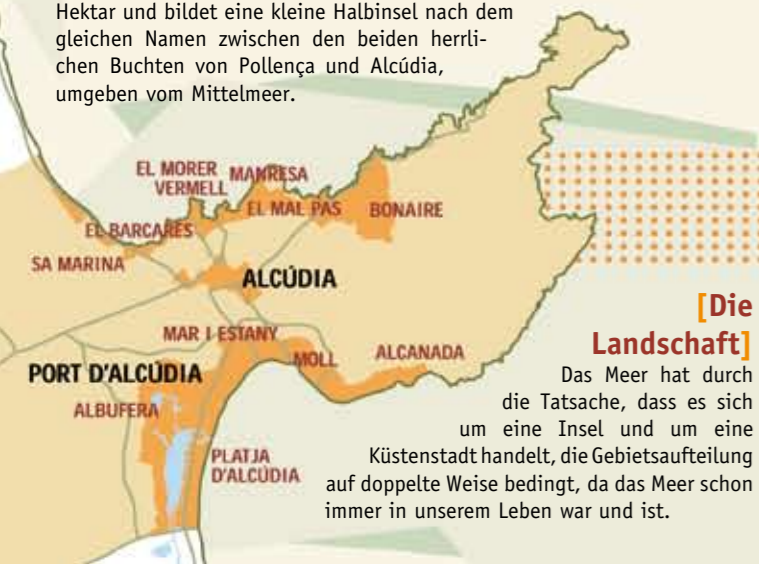 Hektar und bildet eine kleine Halbinsel nach dem
gleichen Namen zwischen den beiden herrli-
chen Buchten von Pollença und Alcúdia,
umgeben vom Mittelmeer.
EL MORER
VERMELL
MANRESA
EL MAL PAS
BONAIRE
EL BARCARÉS
SA MARINA
ALCÚDIA
MAR I ESTANY
MOLL
ALCANADA
PORT D'ALCÚDIA
ALBUFERA
PLATJA
D'ALCÚDIA
[Die
Landschaft]
Das Meer hat durch
die Tatsache, dass es sich
um eine Insel und um eine
Küstenstadt handelt, die Gebietsaufteilung
auf doppelte Weise bedingt, da das Meer schon
immer in unserem Leben war und ist.